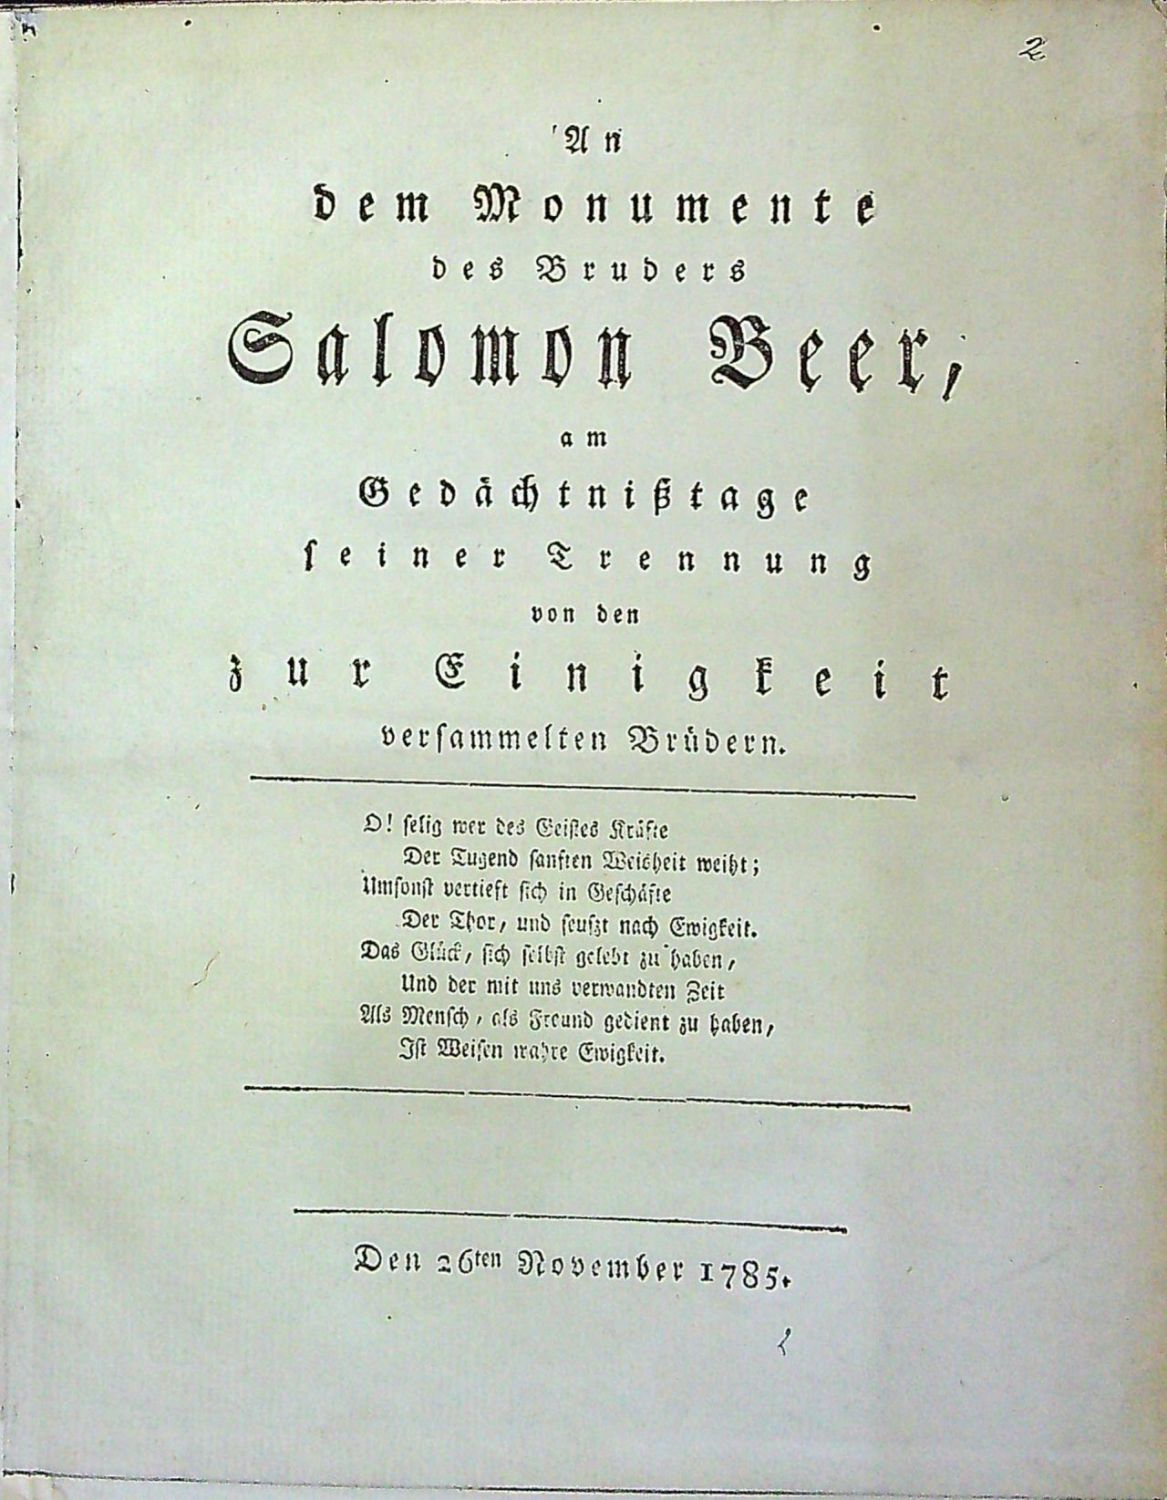 2
An
dem Monumente
des Bruders
Salomon Beer,
am
Gedächtnißtage
seiner Trennung
von den
zur Einigkeit
versammelten Brüdern.
O! selig wer des Geistes Kräfte
Der Tugend sanften Weisheit weiht;
Umsonst vertieft sich in Geschäfte
Der Thor, und seufzt nach Ewigkeit.
Das Glück, sich selbst gelebt zu haben,
Und der mit uns verwandten Zeit
Als Mensch, als Freund gedient zu haben,
Ist Weisen wahre Ewigkeit.
Den 26ten November 1785.